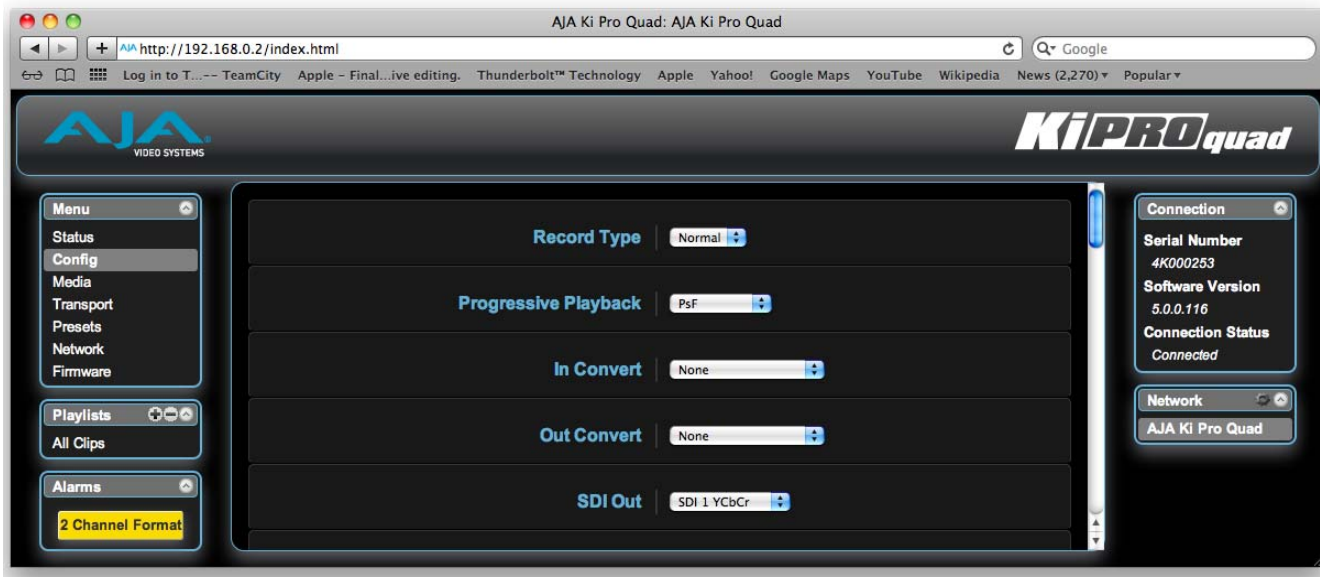 AJA Ki Pro Quad: AJA Ki Pro Quad
AJA http://192.168.0.2/index.html
Google
Log in to T...-- TeamCity Apple – Final...ive editing. Thunderbolt™ Technology Apple Yahoo! Google Maps YouTube Wikipedia News (2,270) Popular
AJA®
VIDEO SYSTEMS
KiPRO quad
Menu
Status
Config
Media
Transport
Presets
Network
Firmware
Playlists
All Clips
Alarms
2 Channel Format
Record Type Normal
Progressive Playback PsF
In Convert None
Out Convert None
SDI Out SDI 1 YCbCr
Connection
Serial Number
4K000253
Software Version
5.0.0.116
Connection Status
Connected
Network
AJA Ki Pro Quad